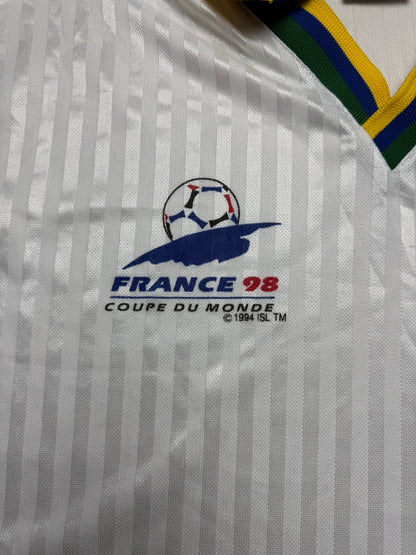 FRANCE 98
COUPE DU MONDE
© 1994 ISL TM